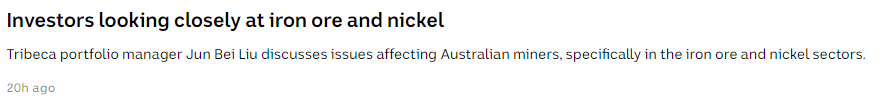 Investors looking closely at iron ore and nickel
Tribeca portfolio manager Jun Bei Liu discusses issues affecting Australian miners, specifically in the iron ore and nickel sectors.
20h ago